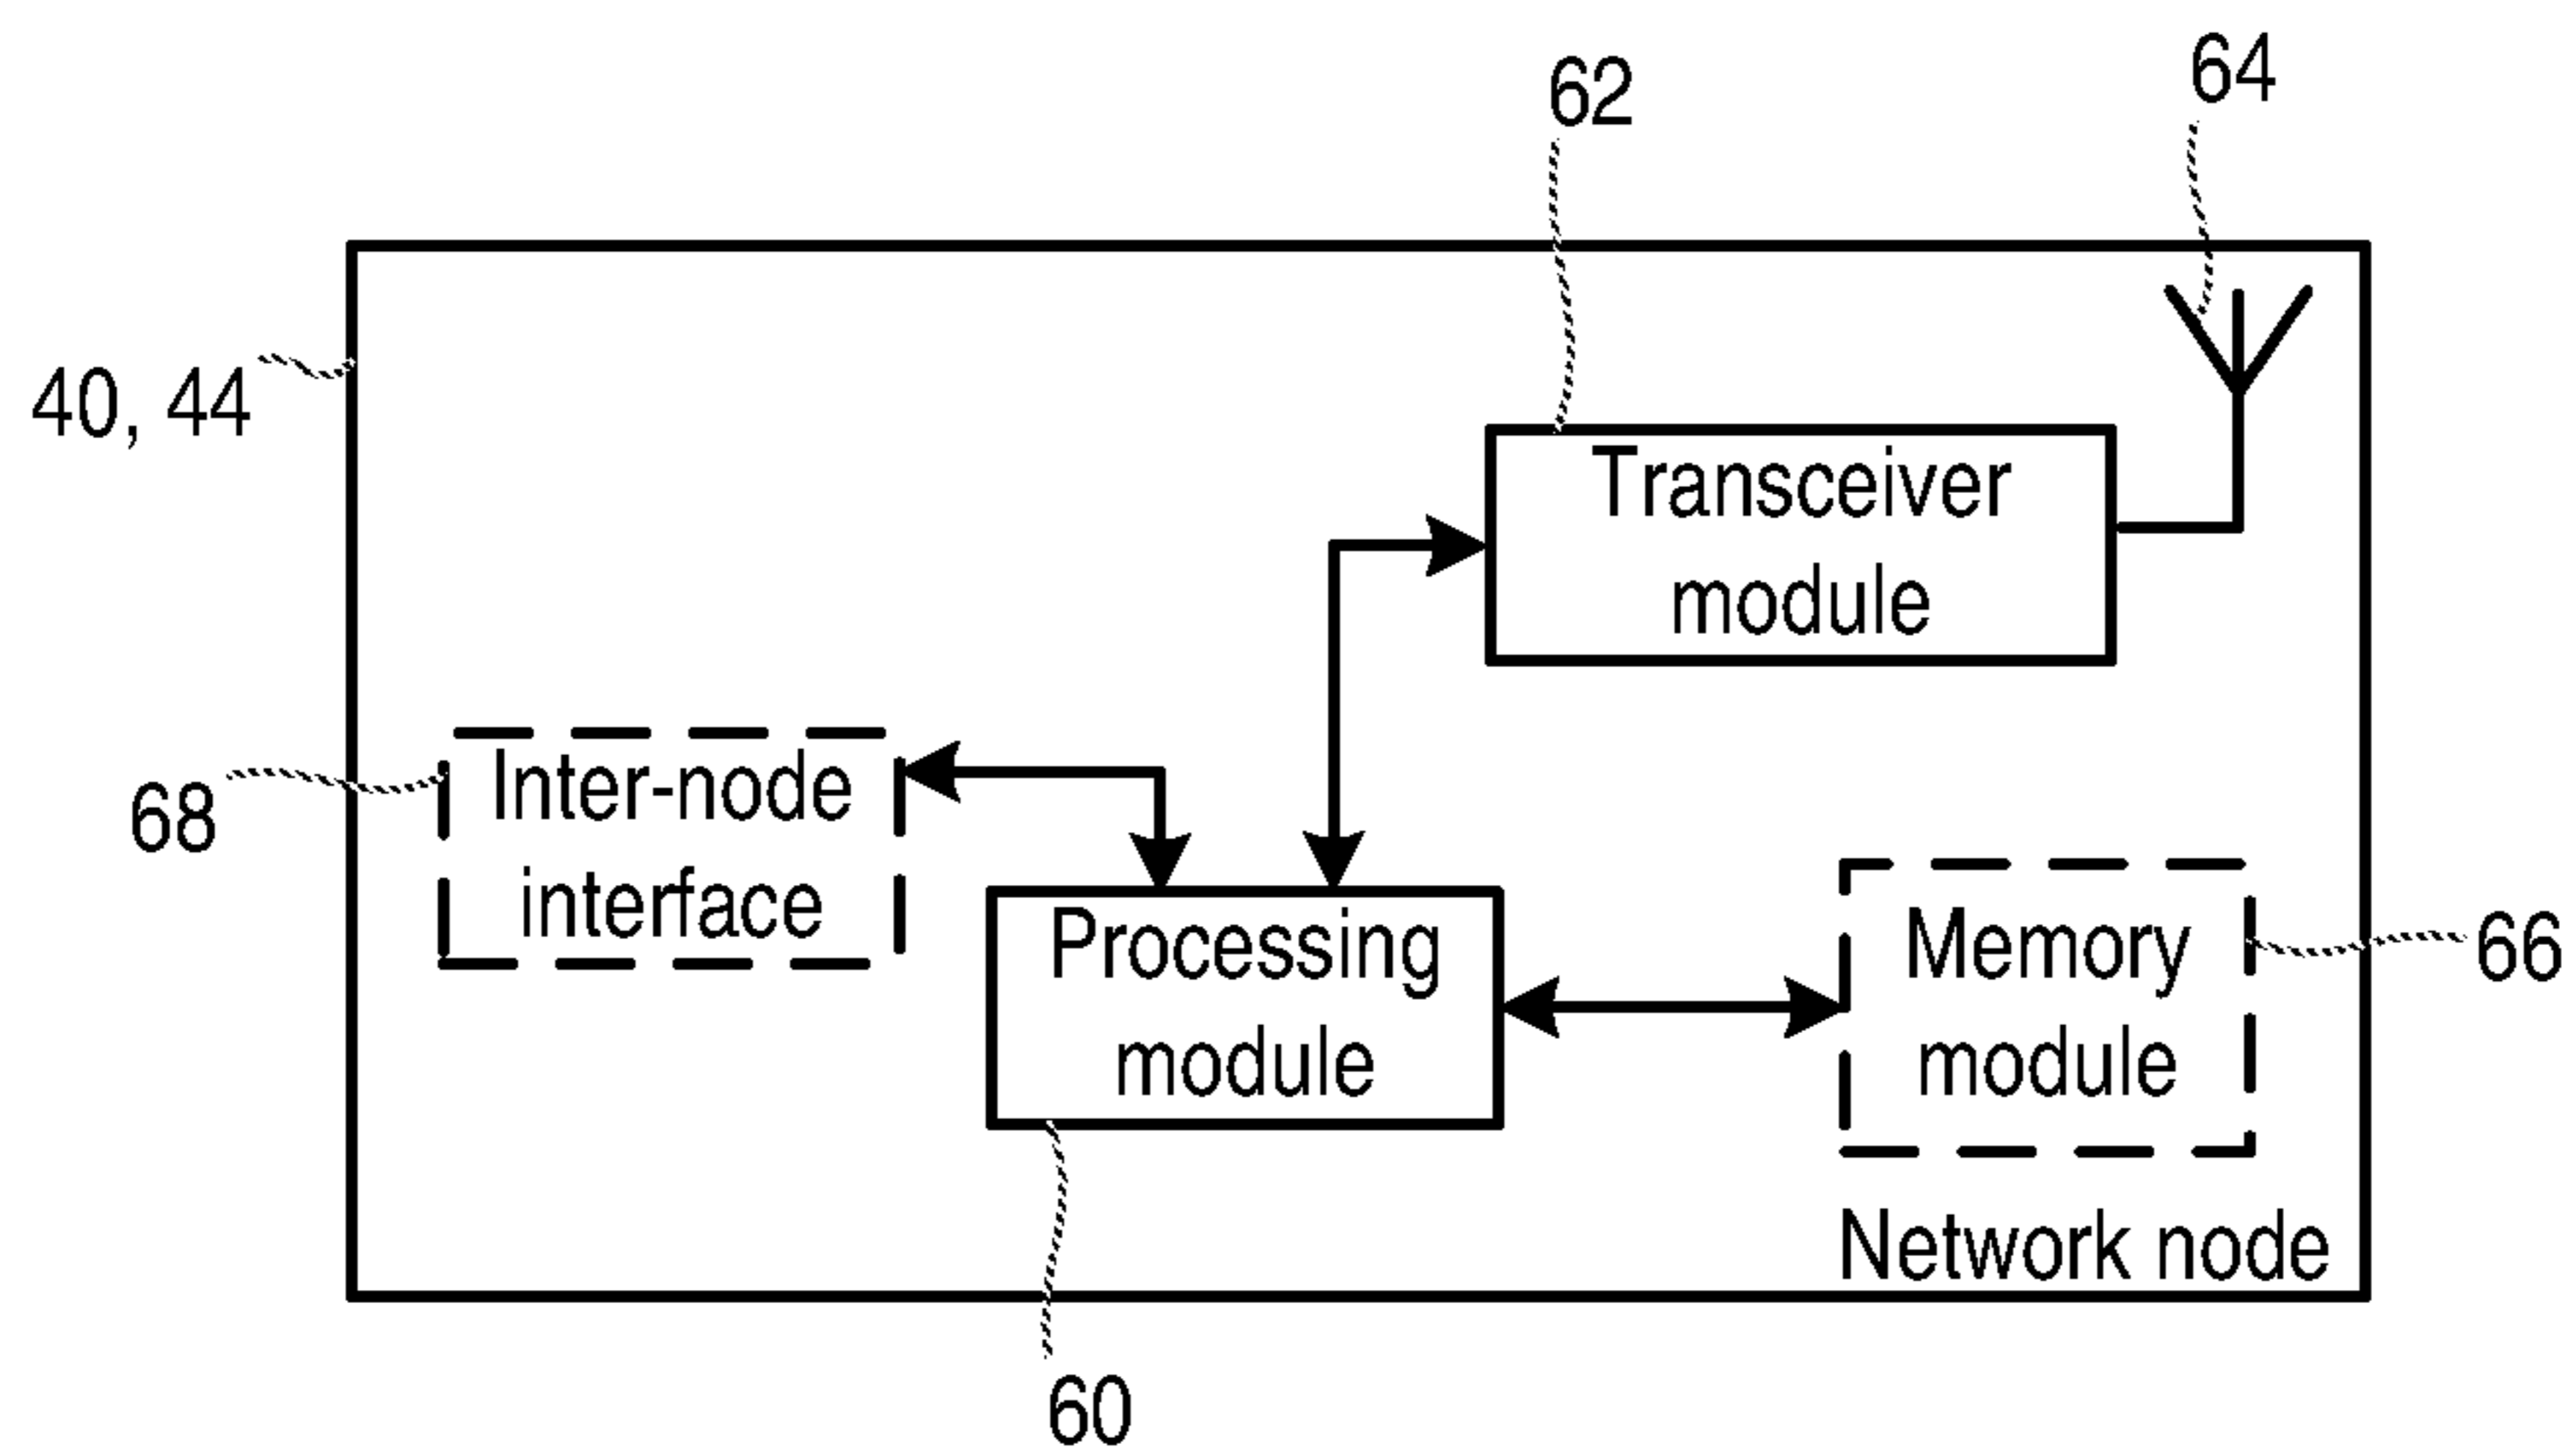 64
62
40, 44
Transceiver
module
68
Inter-node
interface
Processing
module
Memory
module
66
Network node
60